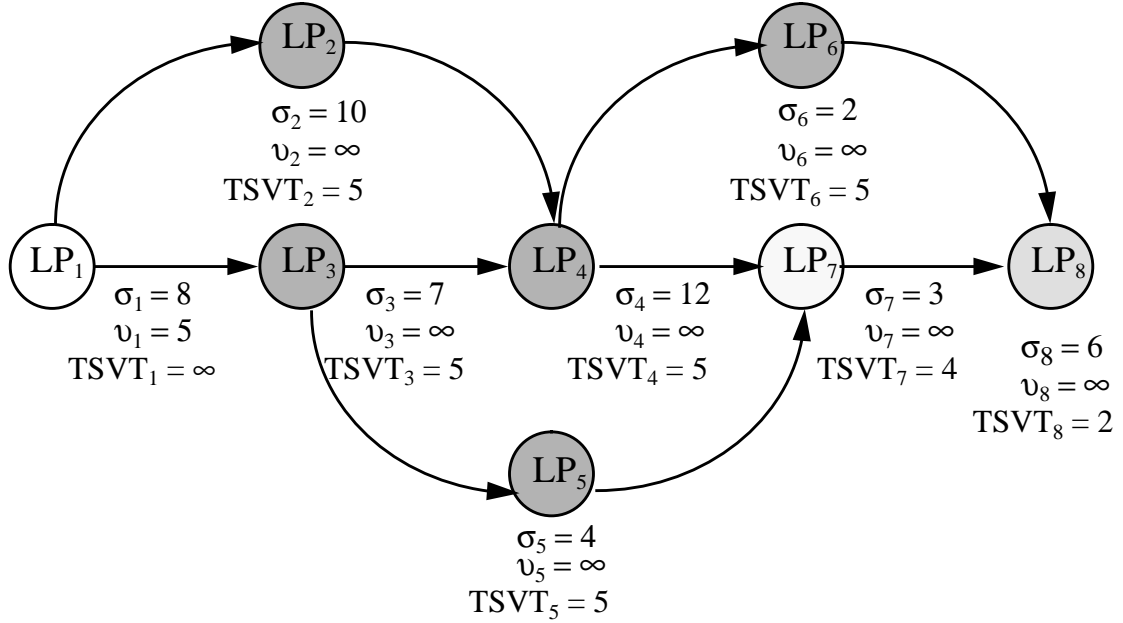 LP₂
LP₆
σ₂ = 10
υ₂ = ∞
TSVT₂ = 5
σ₆ = 2
υ₆ = ∞
TSVT₆ = 5
LP₁
LP₃
LP₄
LP₇
LP₈
σ₁ = 8
υ₁ = 5
TSVT₁ = ∞
σ₃ = 7
υ₃ = ∞
TSVT₃ = 5
σ₄ = 12
υ₄ = ∞
TSVT₄ = 5
σ₇ = 3
υ₇ = ∞
TSVT₇ = 4
σ₈ = 6
υ₈ = ∞
TSVT₈ = 2
LP₅
σ₅ = 4
υ₅ = ∞
TSVT₅ = 5